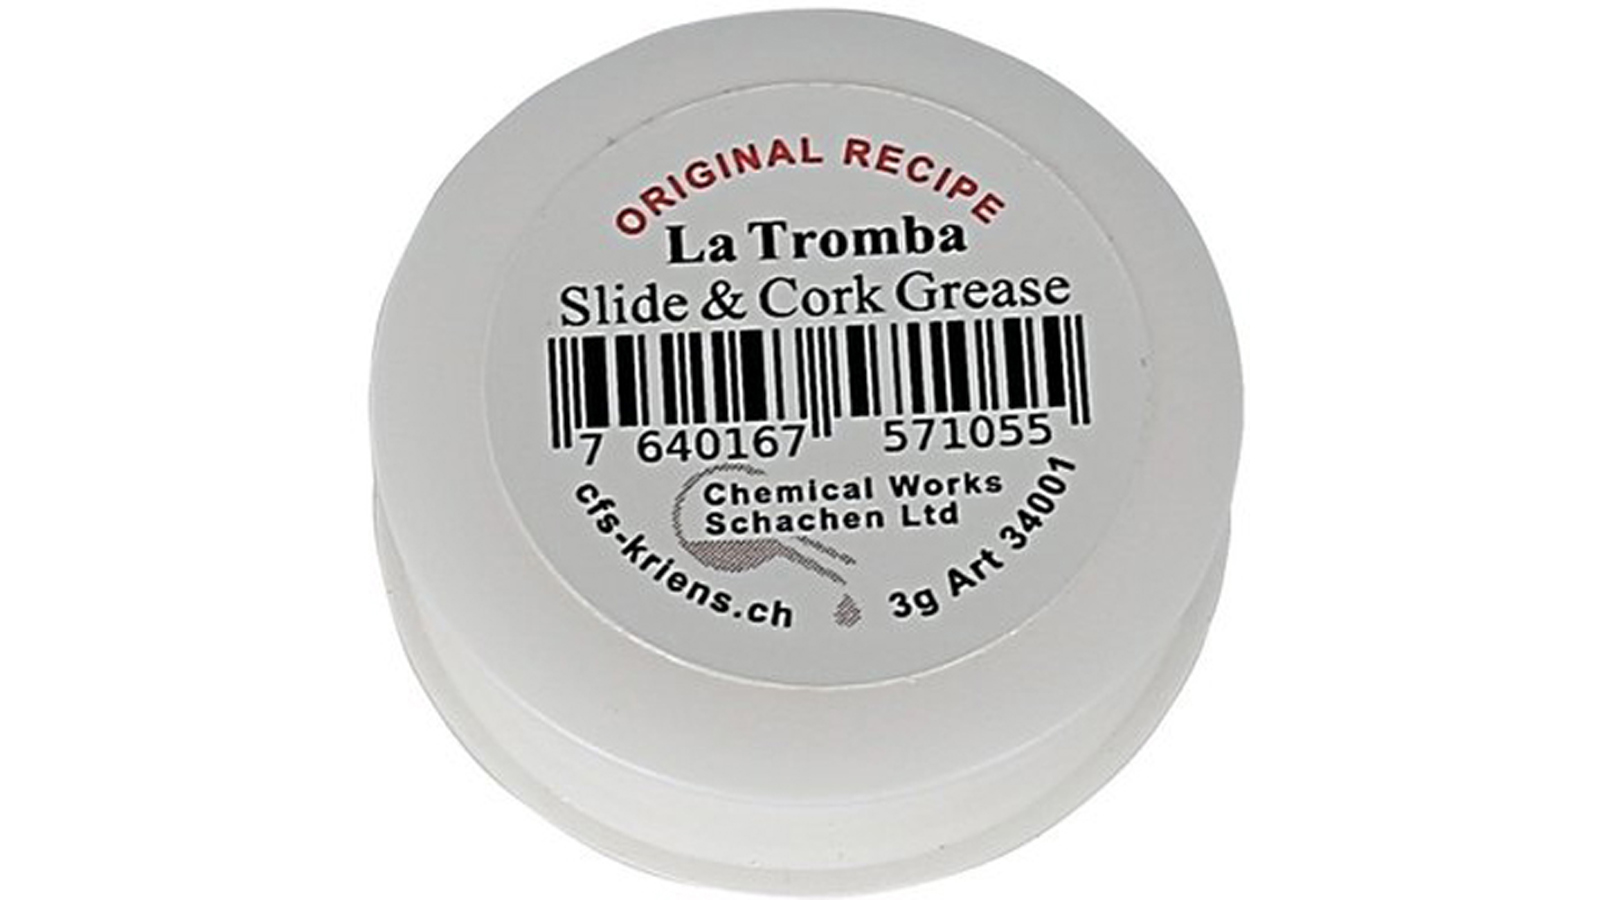 ORIGINAL RECIPE
La Tromba
Slide & Cork Grease
7 640167 571055
Chemical Works
Schachen Ltd
cfs-kriens.ch
3g Art 34001